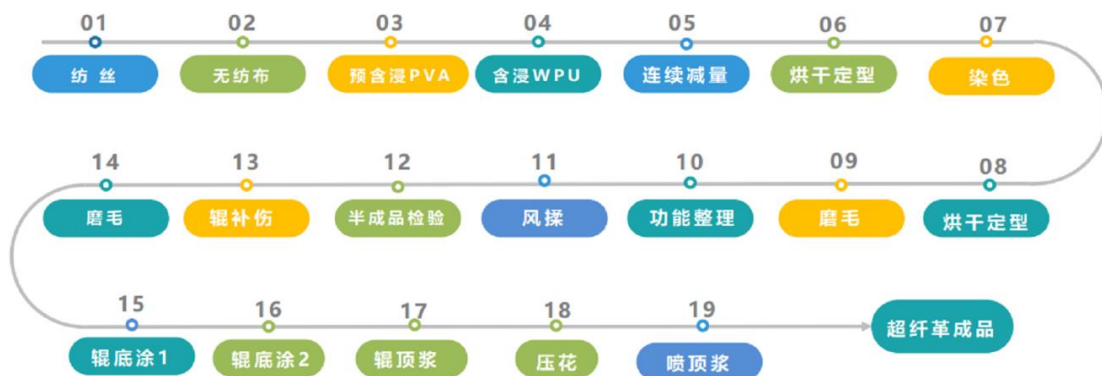 01 02 03 04 05 06 07
纺 丝 无纺布 预含浸PVA 含浸WPU 连续减量 烘干定型 染色
14 13 12 11 10 09 08
磨毛 辊补伤 半成品检验 风揉 功能整理 磨毛 烘干定型
15 16 17 18 19
辊底涂1 辊底涂2 辊顶浆 压花 喷顶浆 超纤革成品